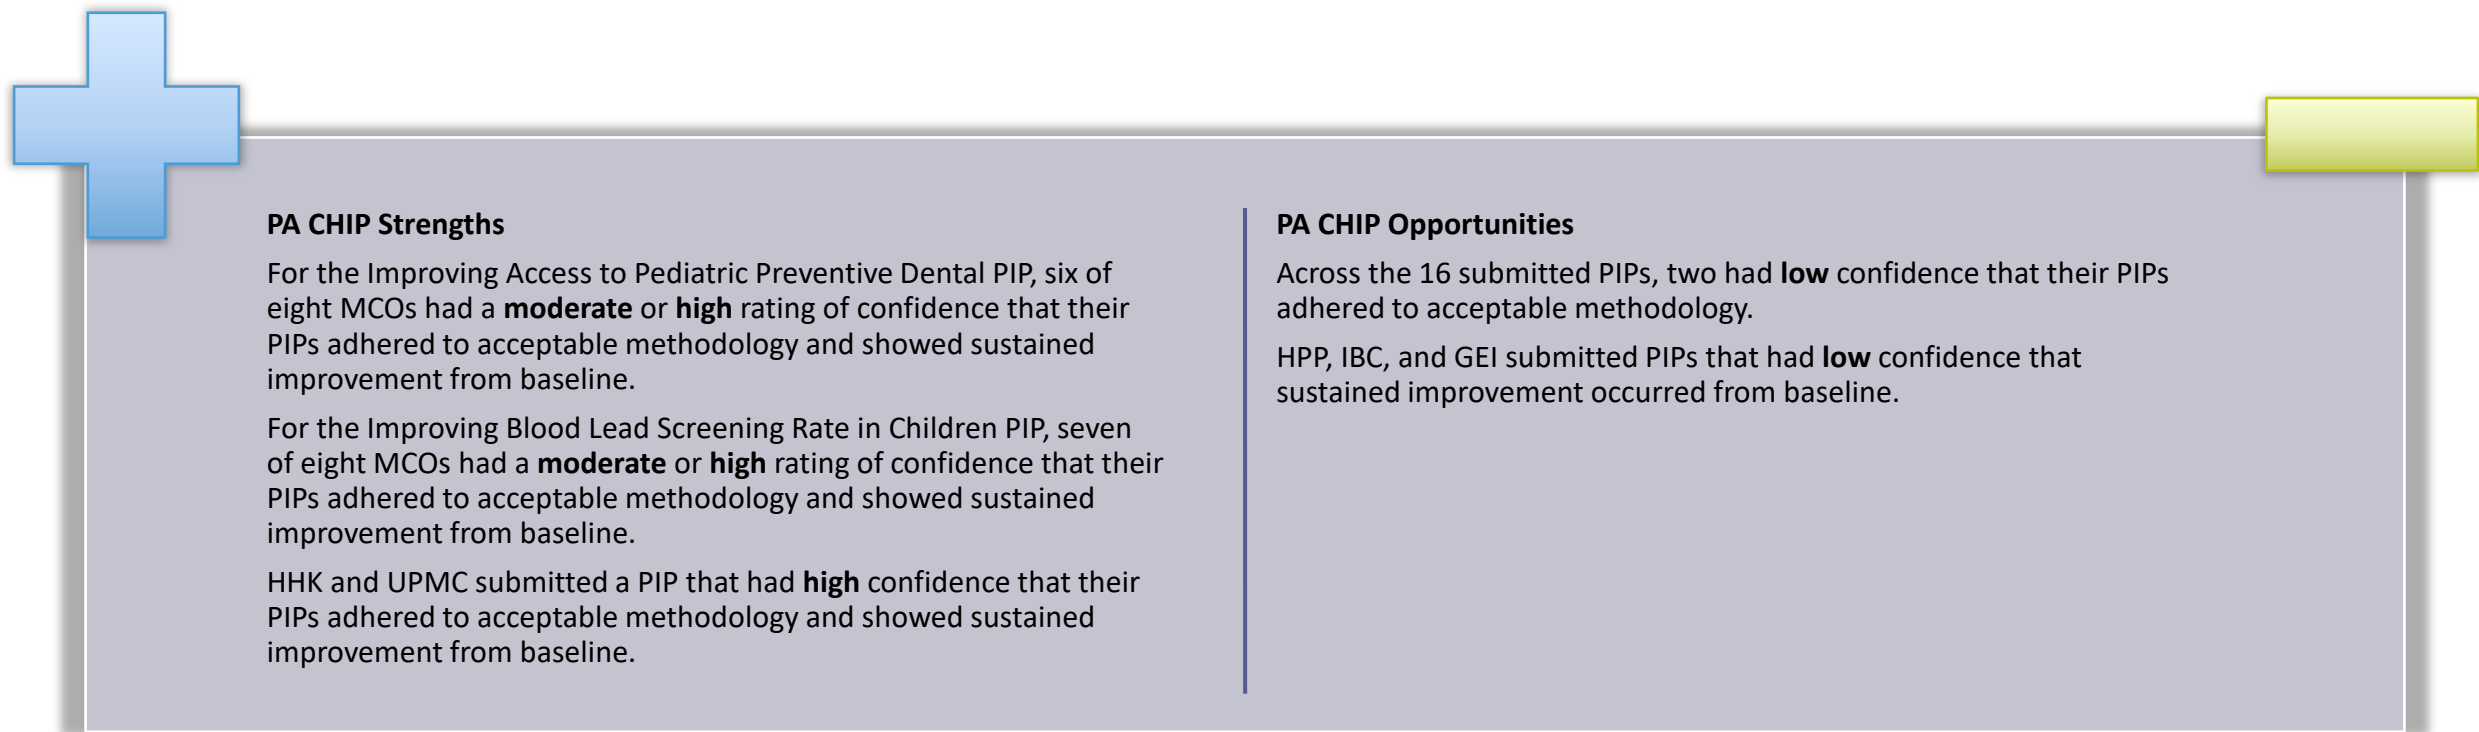 PA CHIP Strengths
For the Improving Access to Pediatric Preventive Dental PIP, six of
eight MCOs had a moderate or high rating of confidence that their
PIPs adhered to acceptable methodology and showed sustained
improvement from baseline.
For the Improving Blood Lead Screening Rate in Children PIP, seven
of eight MCOs had a moderate or high rating of confidence that their
PIPs adhered to acceptable methodology and showed sustained
improvement from baseline.
HHK and UPMC submitted a PIP that had high confidence that their
PIPs adhered to acceptable methodology and showed sustained
improvement from baseline.
PA CHIP Opportunities
Across the 16 submitted PIPs, two had low confidence that their PIPs
adhered to acceptable methodology.
HPP, IBC, and GEI submitted PIPs that had low confidence that
sustained improvement occurred from baseline.